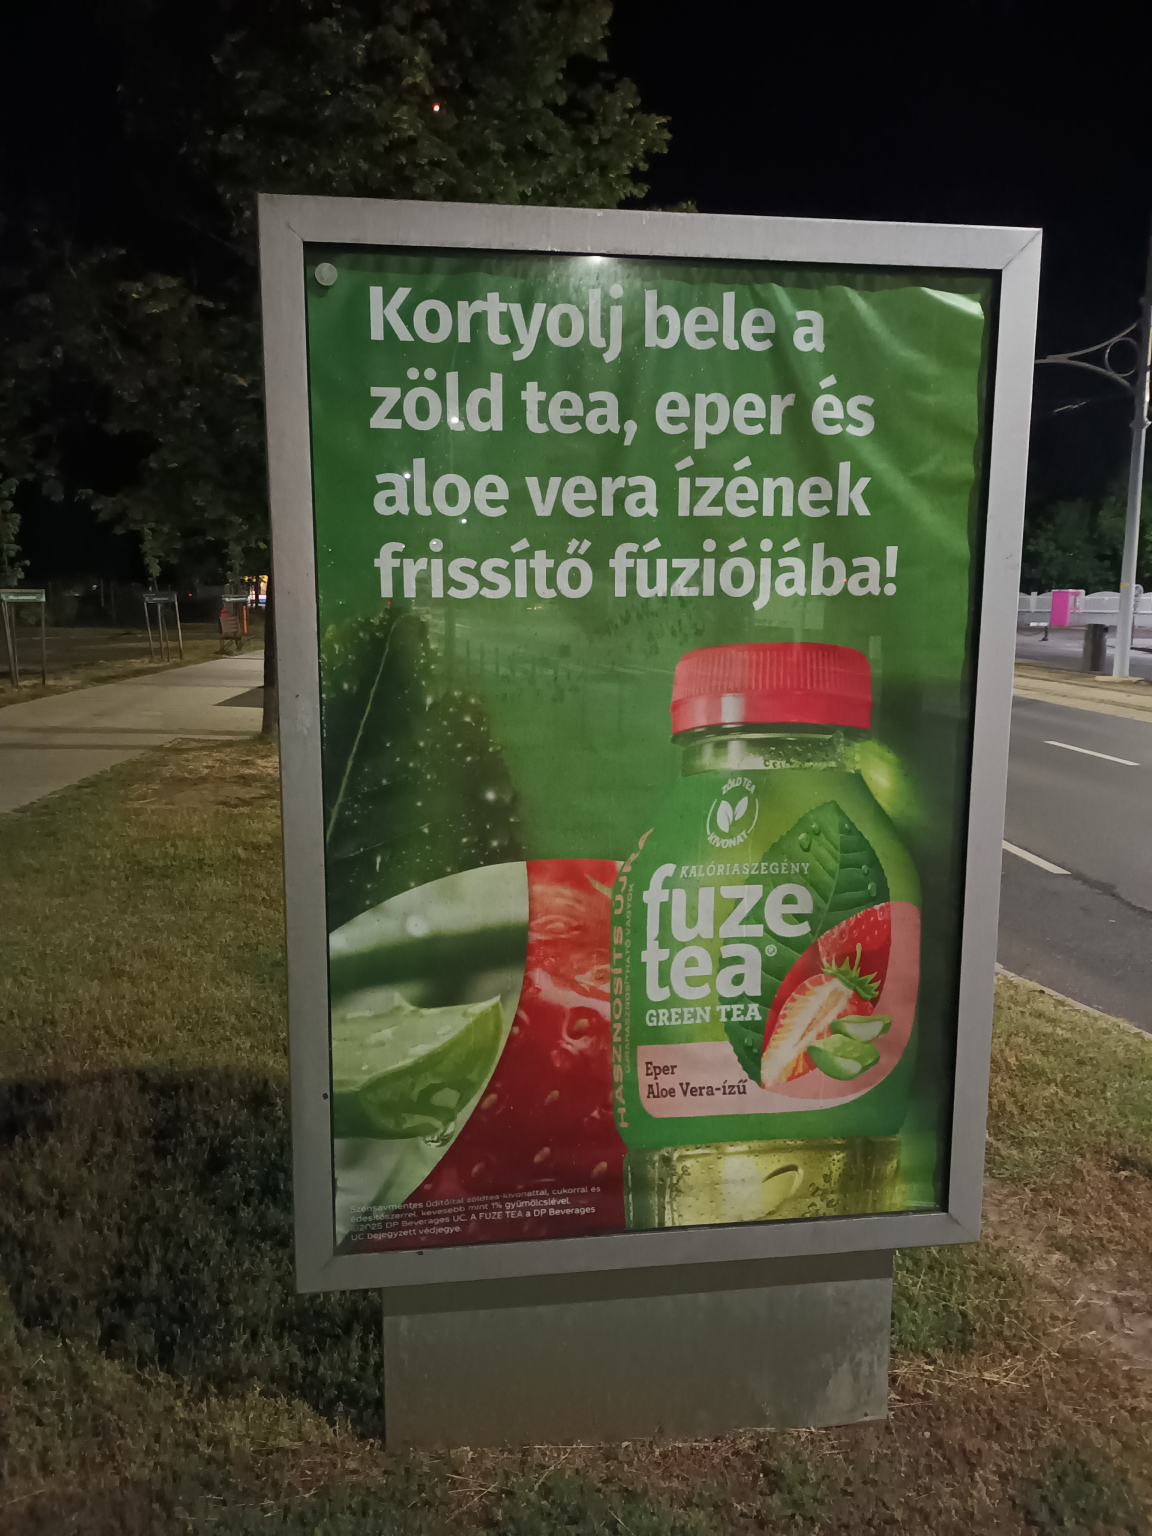 Kortyolj bele a
zöld tea, eper és
aloe vera ízének
frissítő fúziójába!
ZÖLD TEA
KIVONAT
KALÓRIASZEGÉNY
fuze
tea®
GREEN TEA
Eper
Aloe Vera-ízű
HASZNOSÍTS ÚJRA
ÚJRAHASZNOSÍTHATÓ VAGYOK
Szénsavmentes üdítőital zöldtea-kivonattal, cukorral és
édesítőszerrel, kevesebb mint 1% gyümölcslével.
©2025 DP Beverages UC. A FUZE TEA a DP Beverages
UC bejegyzett védjegye.